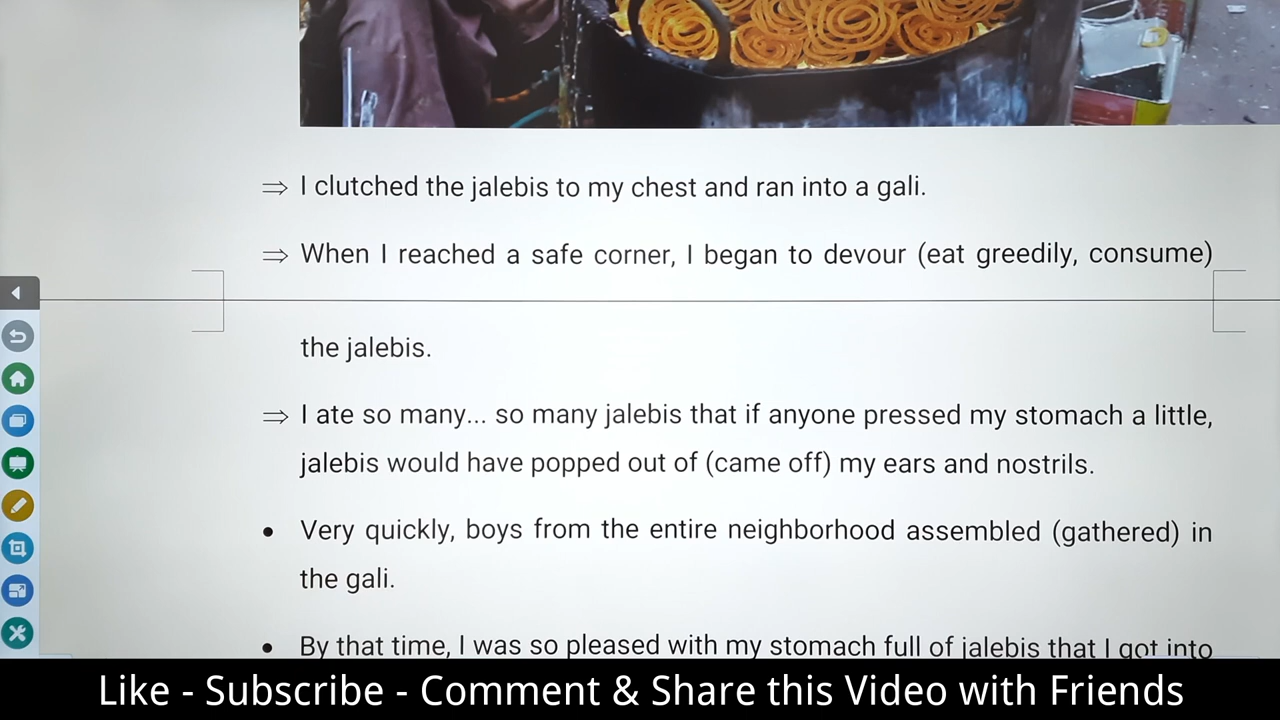 ⇒ I clutched the jalebis to my chest and ran into a gali.
⇒ When I reached a safe corner, I began to devour (eat greedily, consume)
the jalebis.
⇒ I ate so many... so many jalebis that if anyone pressed my stomach a little,
jalebis would have popped out of (came off) my ears and nostrils.
• Very quickly, boys from the entire neighborhood assembled (gathered) in
the gali.
• By that time, I was so pleased with my stomach full of jalebis that I got into
Like - Subscribe - Comment & Share this Video with Friends